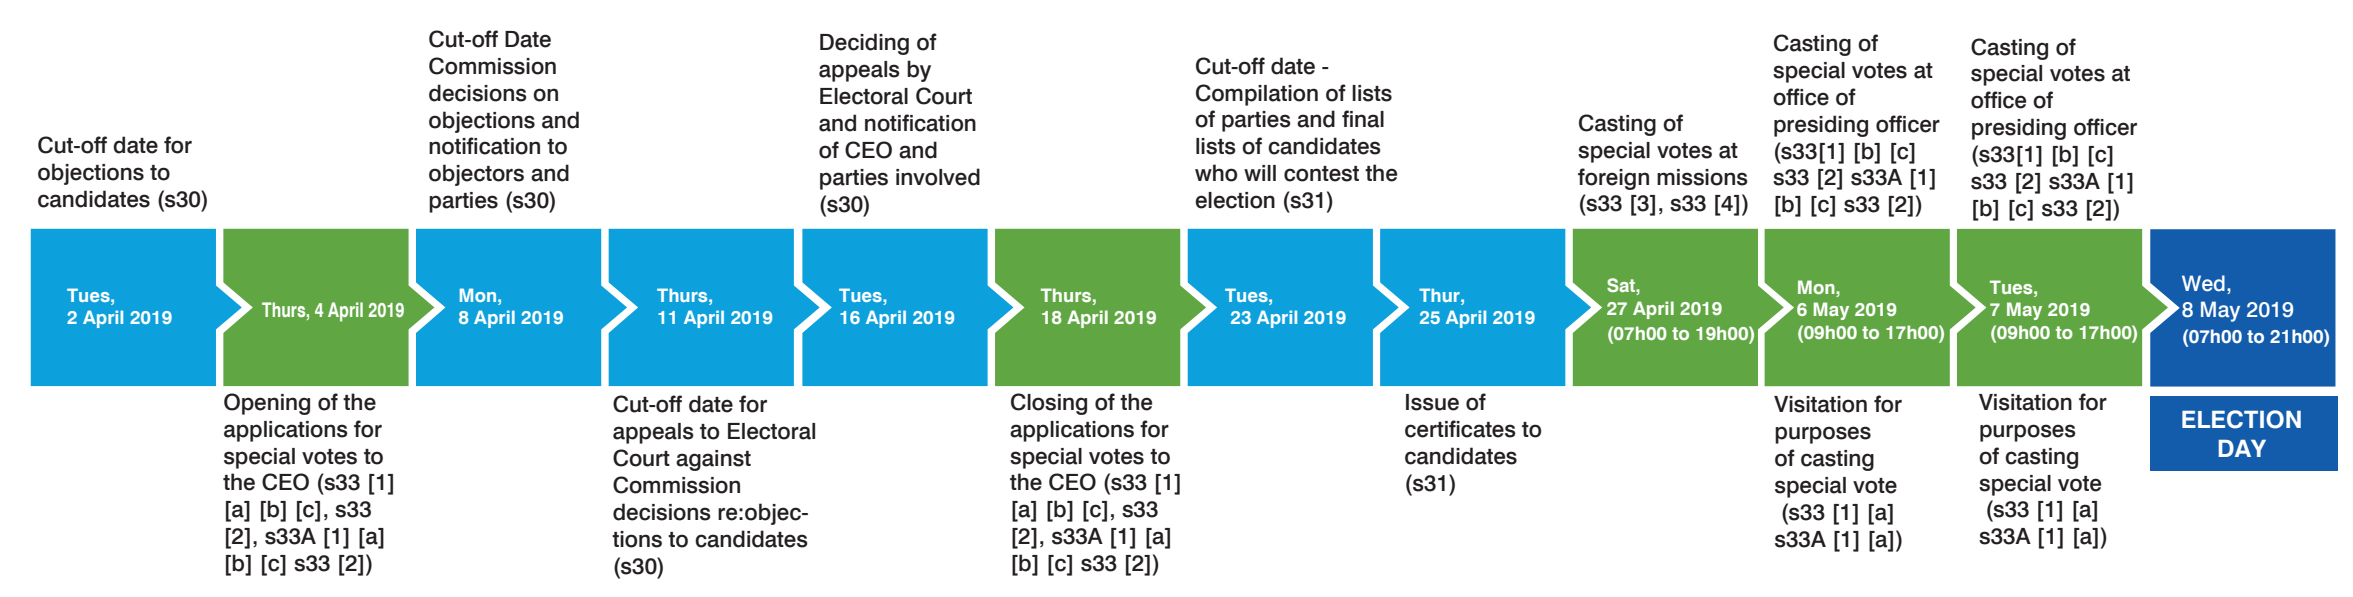 Cut-off date for
objections to
candidates (s30)
Cut-off Date
Commission
decisions on
objections and
notification to
objectors and
parties (s30)
Deciding of
appeals by
Electoral Court
and notification
of CEO and
parties involved
(s30)
Cut-off date -
Compilation of lists
of parties and final
lists of candidates
who will contest the
election (s31)
Casting of
special votes at
foreign missions
(s33 [3], s33 [4])
Casting of
special votes at
office of
presiding officer
(s33[1] [b] [c]
s33 [2] s33A [1]
[b] [c] s33 [2])
Casting of
special votes at
office of
presiding officer
(s33[1] [b] [c]
s33 [2] s33A [1]
[b] [c] s33 [2])
Tues,
2 April 2019
Thurs, 4 April 2019
Mon,
8 April 2019
Thurs,
11 April 2019
Tues,
16 April 2019
Thurs,
18 April 2019
Tues,
23 April 2019
Thur,
25 April 2019
Sat,
27 April 2019
(07h00 to 19h00)
Mon,
6 May 2019
(09h00 to 17h00)
Tues,
7 May 2019
(09h00 to 17h00)
Wed,
8 May 2019
(07h00 to 21h00)
Opening of the
applications for
special votes to
the CEO (s33 [1]
[a] [b] [c], s33
[2], s33A [1] [a]
[b] [c] s33 [2])
Cut-off date for
appeals to Electoral
Court against
Commission
decisions re:objec-
tions to candidates
(s30)
Closing of the
applications for
special votes to
the CEO (s33 [1]
[a] [b] [c], s33
[2], s33A [1] [a]
[b] [c] s33 [2])
Issue of
certificates to
candidates
(s31)
Visitation for
purposes
of casting
special vote
(s33 [1] [a]
s33A [1] [a])
Visitation for
purposes
of casting
special vote
(s33 [1] [a]
s33A [1] [a])
ELECTION
DAY